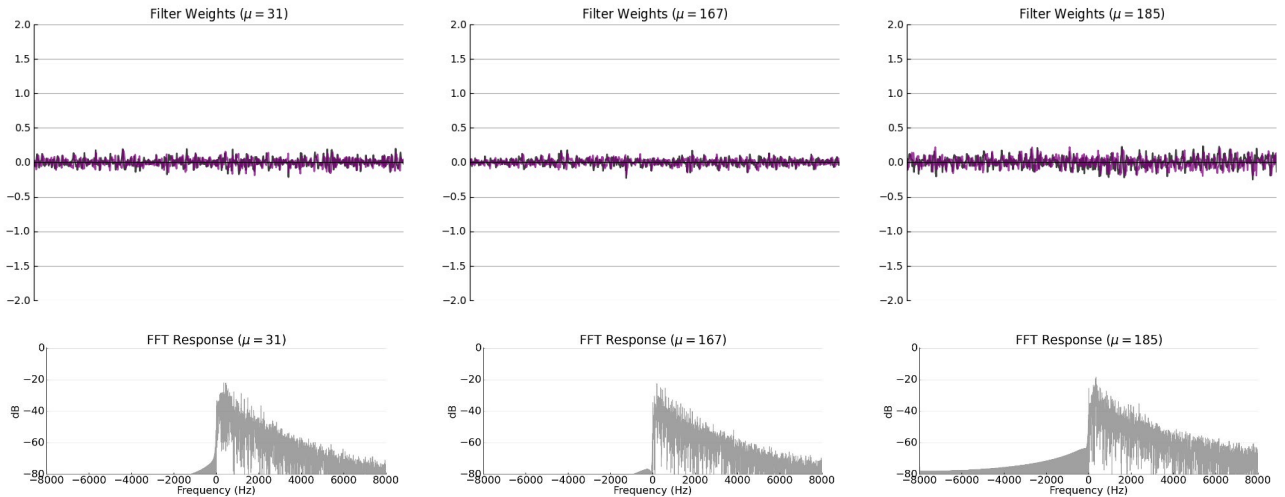 Filter Weights (μ = 31)
2.0
1.5
1.0
0.5
0.0
−0.5
−1.0
−1.5
−2.0
Filter Weights (μ = 167)
2.0
1.5
1.0
0.5
0.0
−0.5
−1.0
−1.5
−2.0
Filter Weights (μ = 185)
2.0
1.5
1.0
0.5
0.0
−0.5
−1.0
−1.5
−2.0
FFT Response (μ = 31)
0
−20
−40
−60
−80
dB
−8000 −6000 −4000 −2000 0 2000 4000 6000 8000
Frequency (Hz)
FFT Response (μ = 167)
0
−20
−40
−60
−80
dB
−8000 −6000 −4000 −2000 0 2000 4000 6000 8000
Frequency (Hz)
FFT Response (μ = 185)
0
−20
−40
−60
−80
dB
−8000 −6000 −4000 −2000 0 2000 4000 6000 8000
Frequency (Hz)